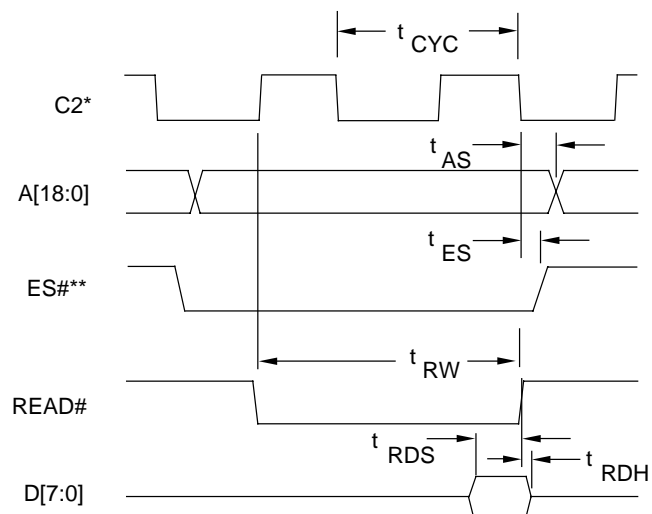 t CYC
C2*
t AS
A[18:0]
t ES
ES#**
t RW
READ#
t RDS
t RDH
D[7:0]